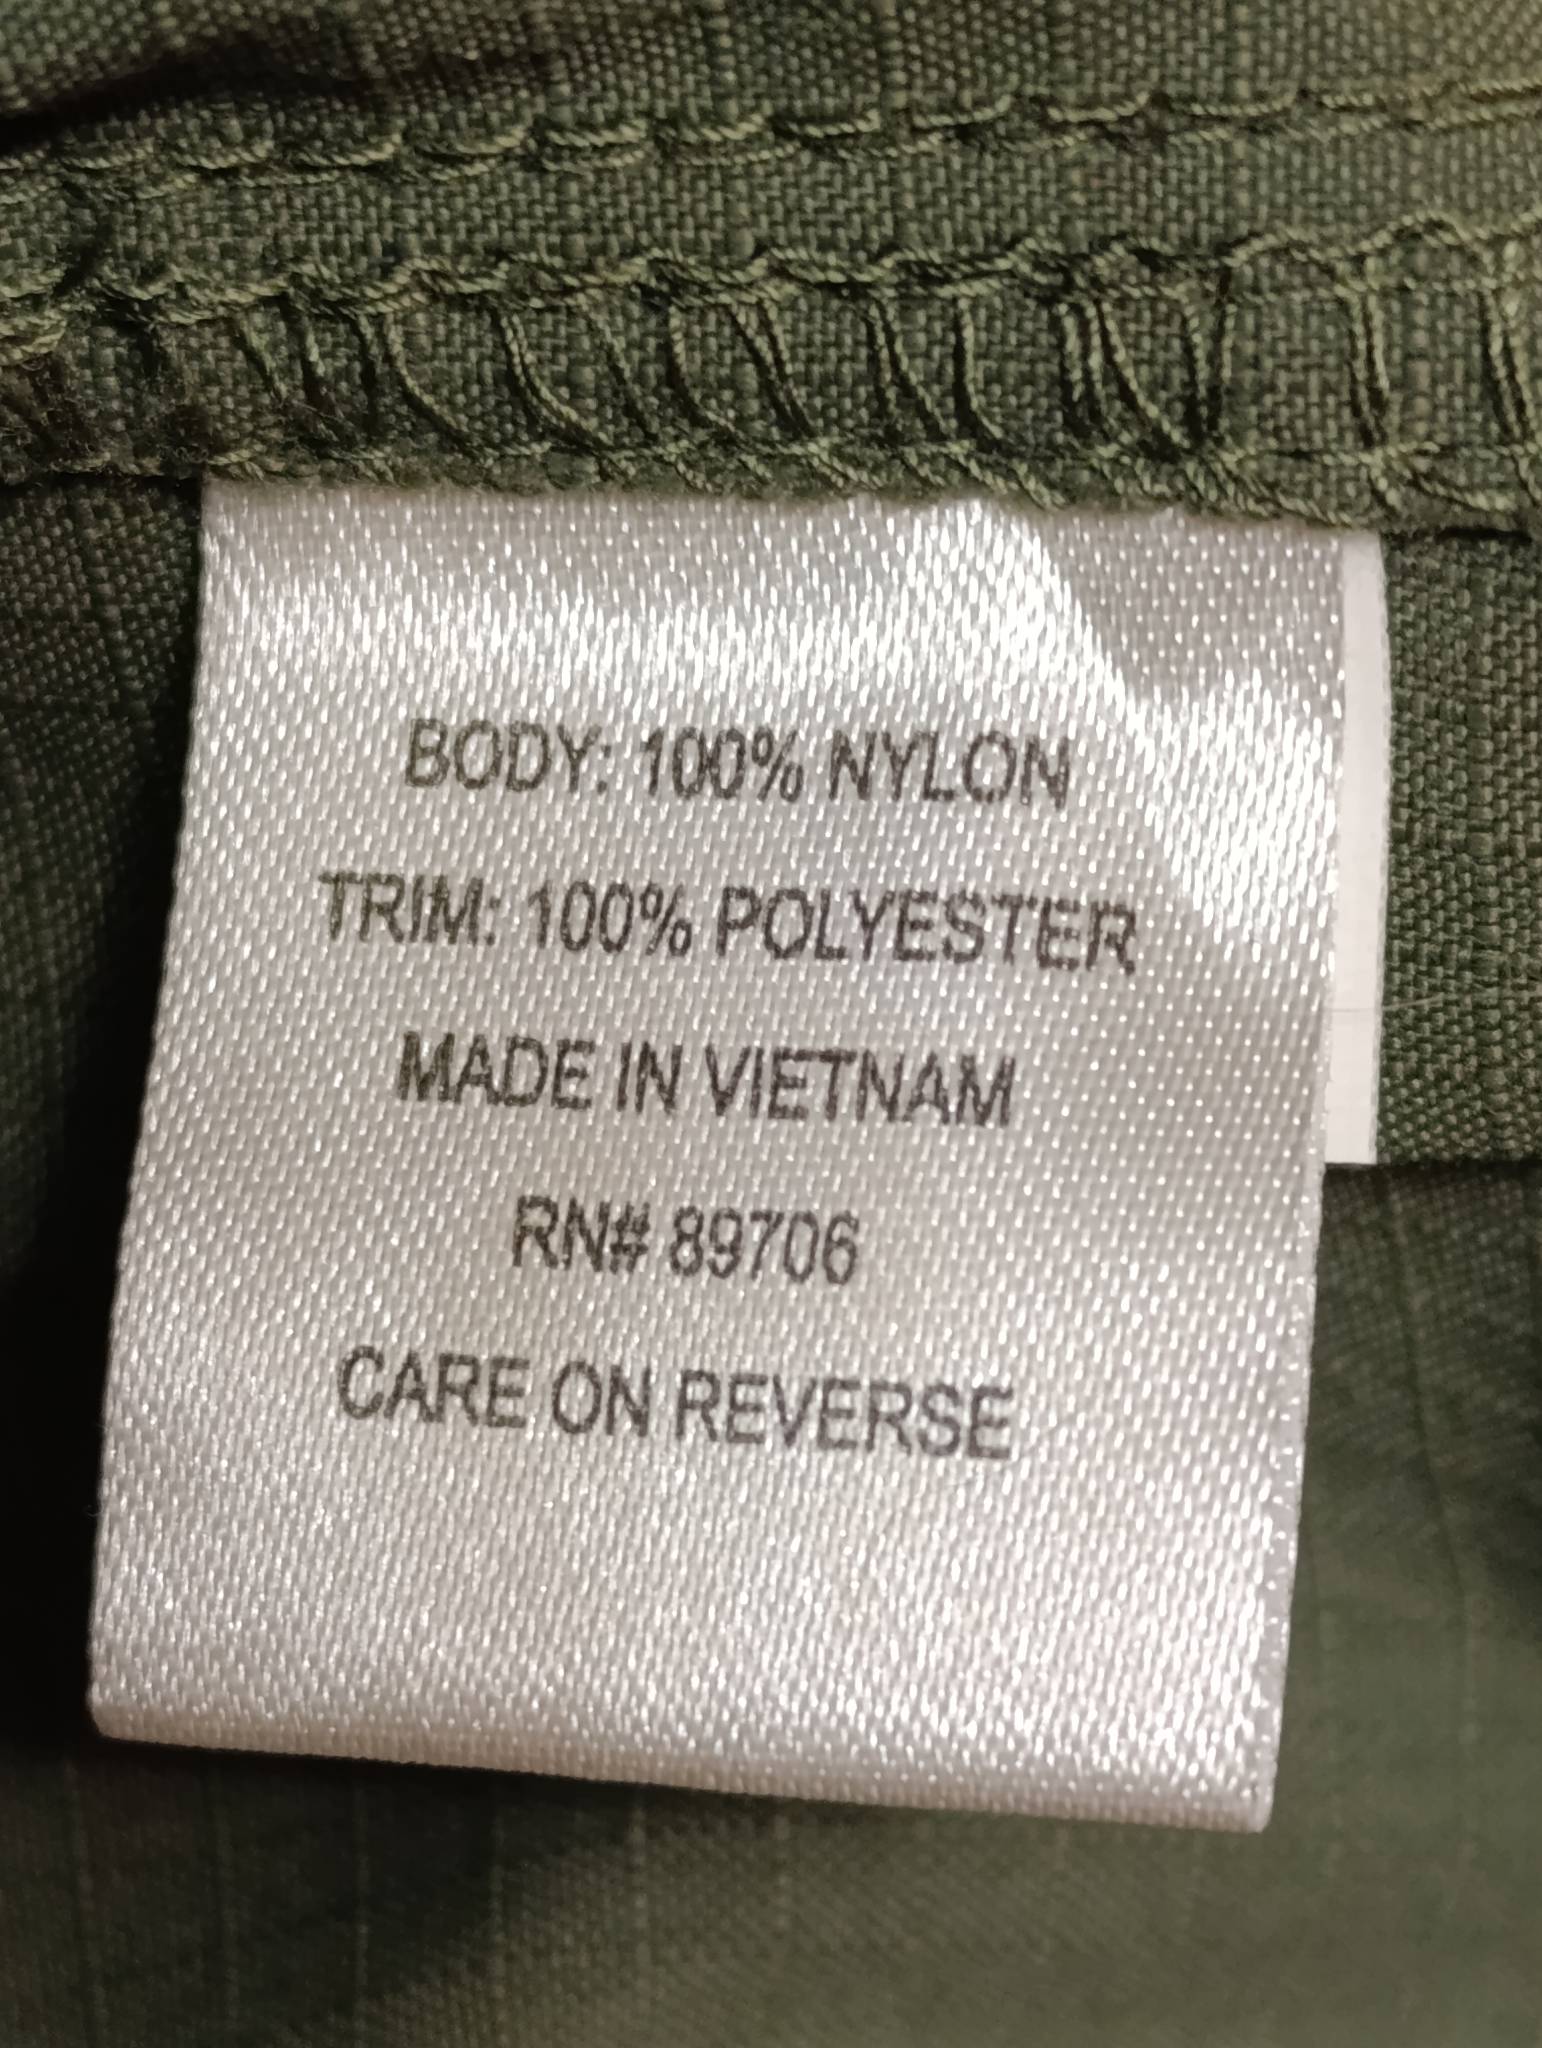 BODY: 100% NYLON
TRIM: 100% POLYESTER
MADE IN VIETNAM
RN# 89706
CARE ON REVERSE